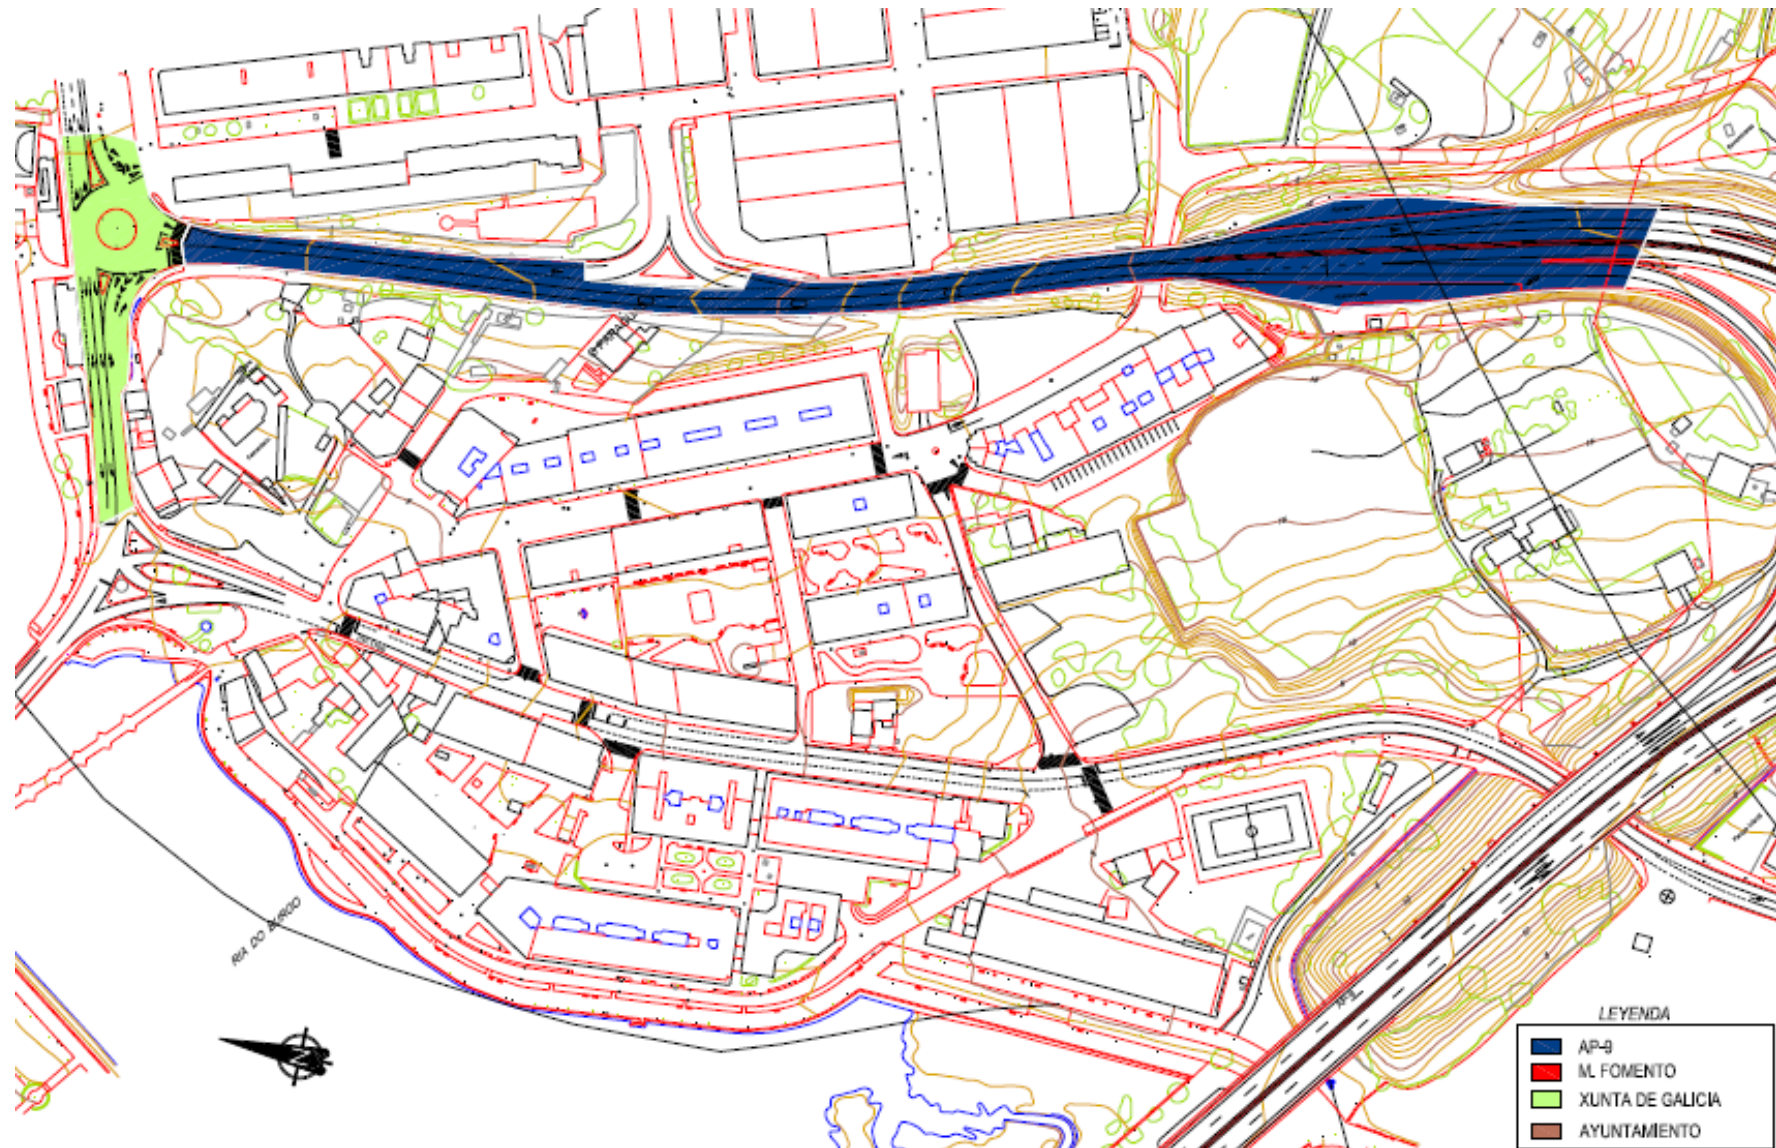 RIA DO BURGO
LEYENDA
AP-9
M. FOMENTO
XUNTA DE GALICIA
AYUNTAMIENTO